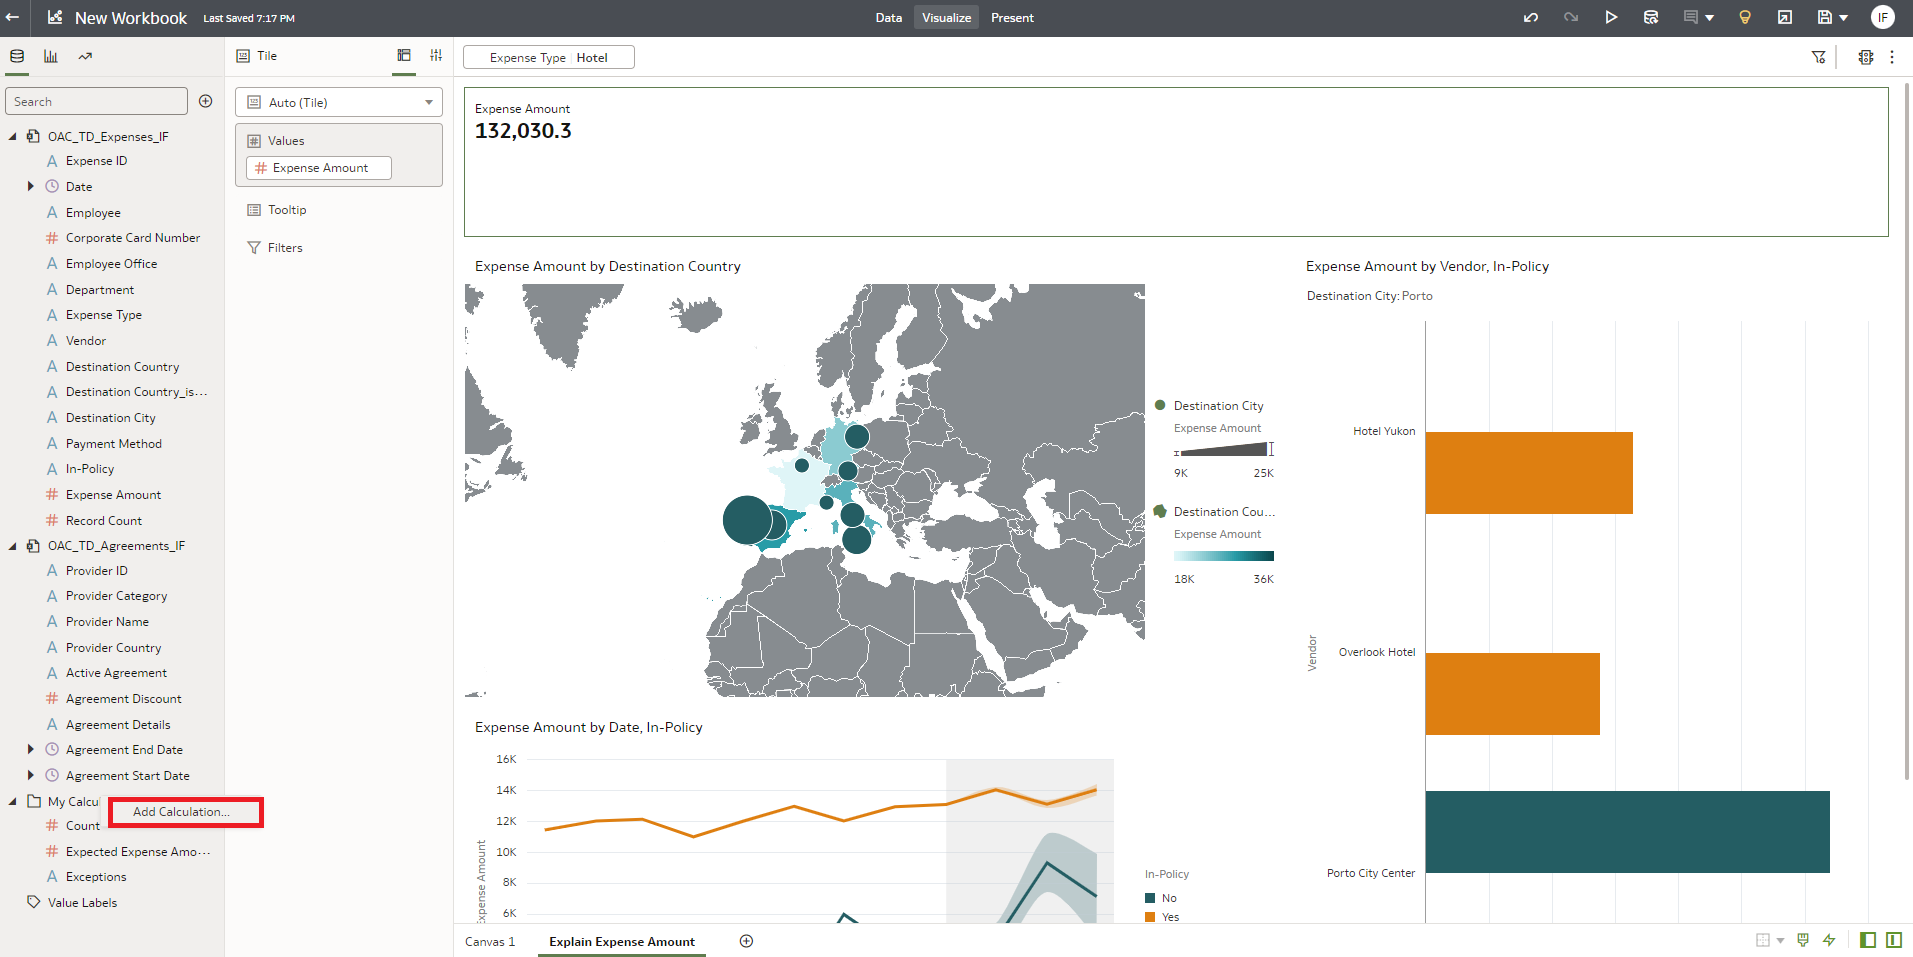 New Workbook
Last Saved 7:17 PM
Data
Visualize
Present
IF
Tile
Expense Type
Hotel
Search
Auto (Tile)
Values
# Expense Amount
Tooltip
Filters
OAC_TD_Expenses_IF
A Expense ID
Date
A Employee
# Corporate Card Number
A Employee Office
A Department
A Expense Type
A Vendor
A Destination Country
A Destination Country_is...
A Destination City
A Payment Method
A In-Policy
# Expense Amount
# Record Count
OAC_TD_Agreements_IF
A Provider ID
A Provider Category
A Provider Name
A Provider Country
A Active Agreement
# Agreement Discount
A Agreement Details
Agreement End Date
Agreement Start Date
My Calcul
Add Calculation...
# Count
# Expected Expense Amo...
A Exceptions
Value Labels
Expense Amount
132,030.3
Expense Amount by Destination Country
Destination City
Expense Amount
9K
25K
Destination Cou...
Expense Amount
18K
36K
Expense Amount by Vendor, In-Policy
Destination City: Porto
Vendor
Hotel Yukon
Overlook Hotel
Porto City Center
Expense Amount by Date, In-Policy
Expense Amount
16K
14K
12K
10K
8K
6K
In-Policy
No
Yes
Canvas 1
Explain Expense Amount